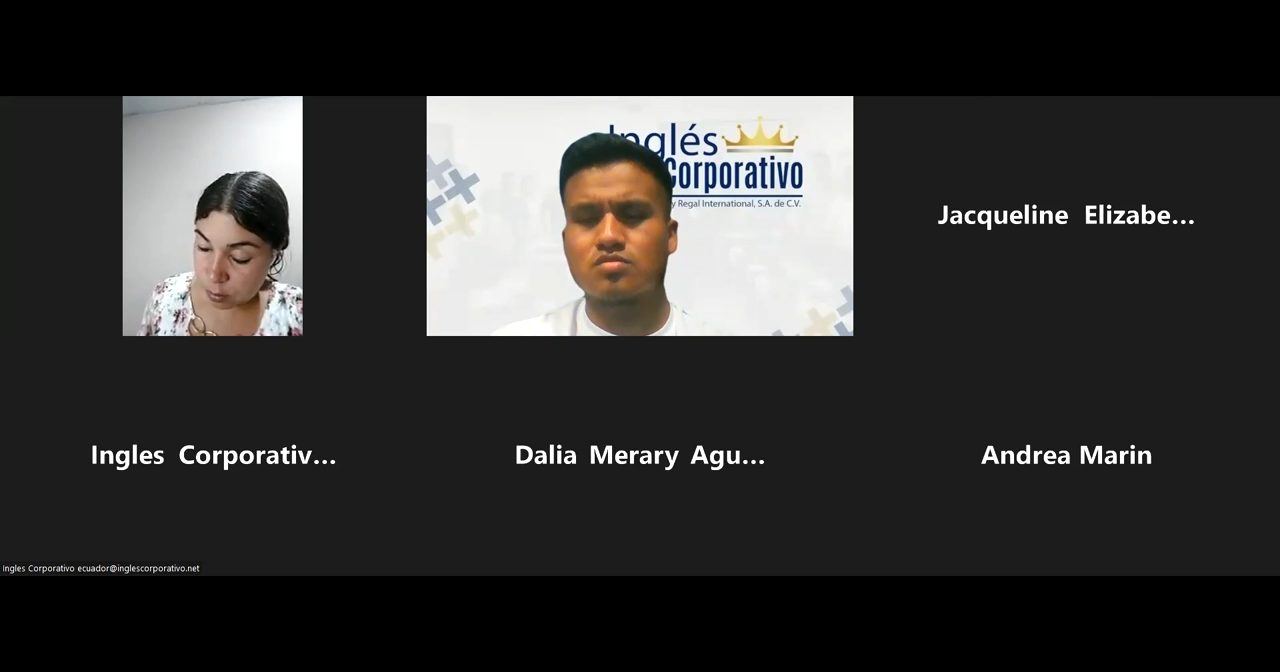 Inglés
Corporativo
y Regal International, S.A. de C.V.
Jacqueline Elizabe...
Ingles Corporativ...
Dalia Merary Agu...
Andrea Marin
Ingles Corporativo ecuador@inglescorporativo.net